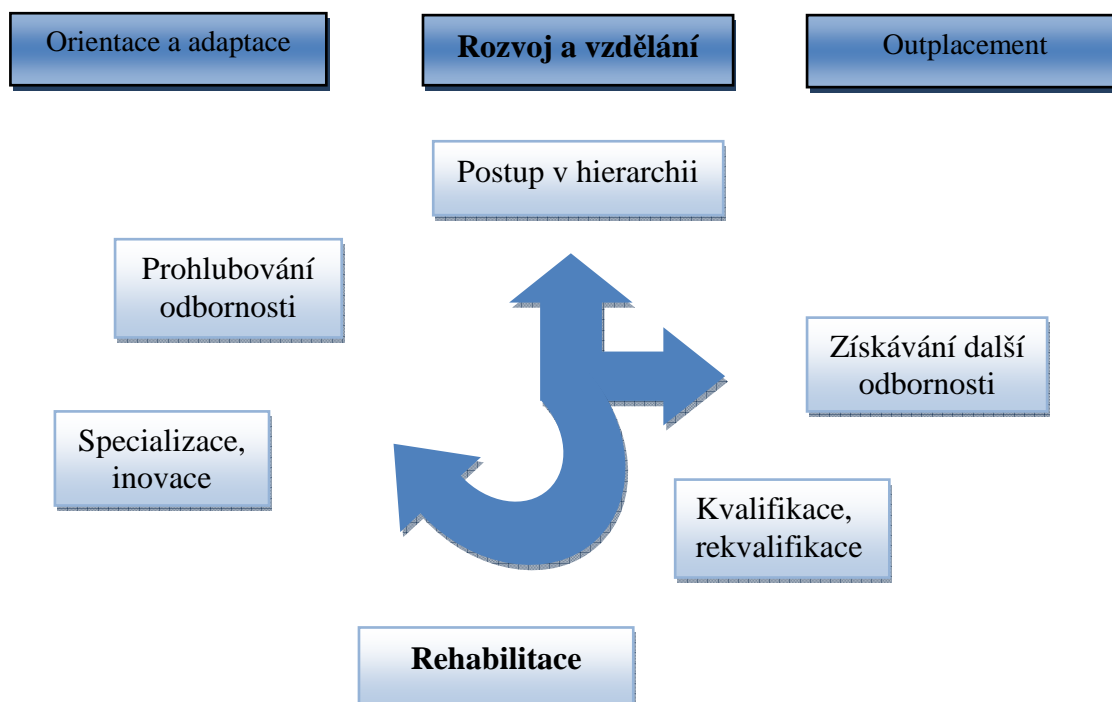 Orientace a adaptace
Rozvoj a vzdělání
Outplacement
Postup v hierarchii
Prohlubování
odbornosti
Získávání další
odbornosti
Specializace,
inovace
Kvalifikace,
rekvalifikace
Rehabilitace